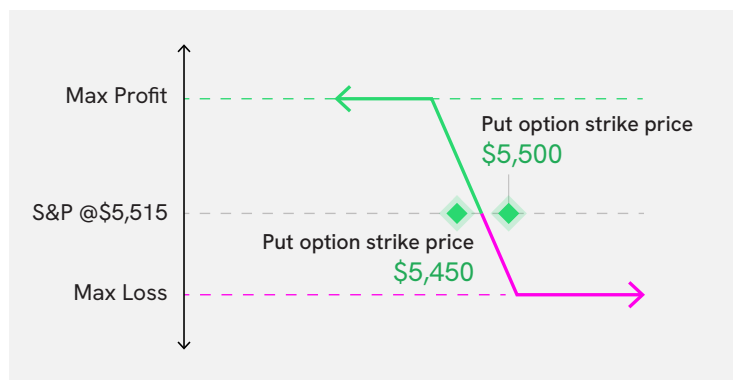 Max Profit
Put option strike price
$5,500
S&P @$5,515
Put option strike price
$5,450
Max Loss